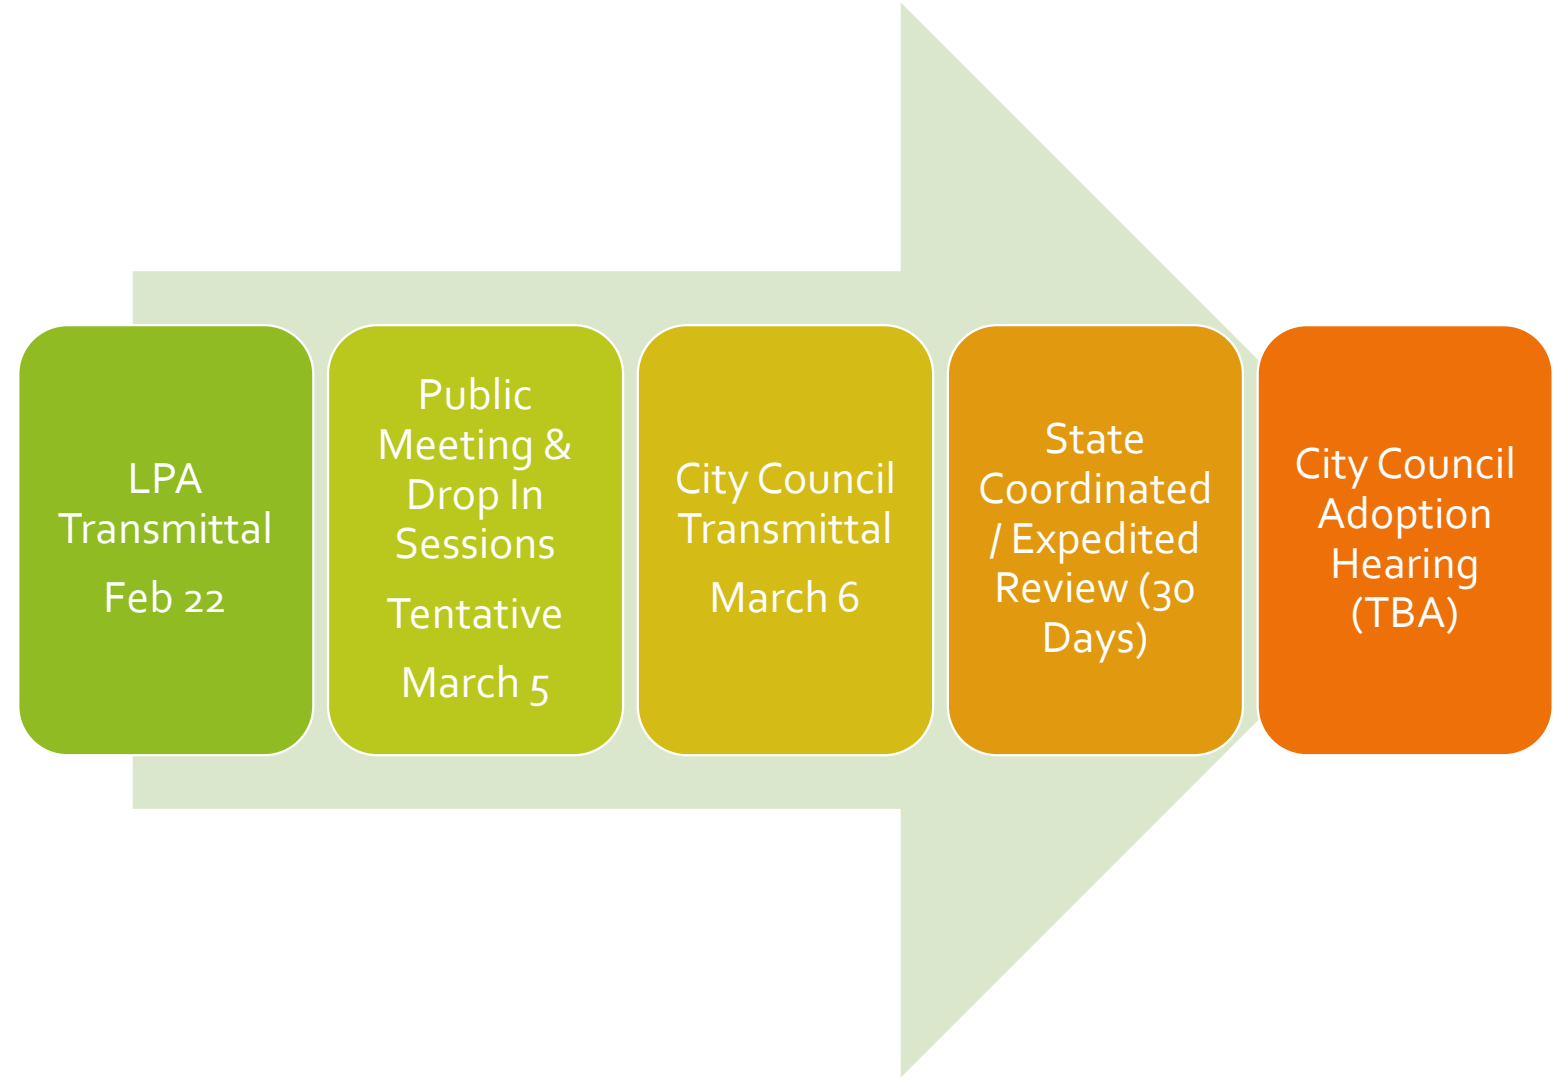 LPA
Transmittal
Feb 22
Public
Meeting &
Drop In
Sessions
Tentative
March 5
City Council
Transmittal
March 6
State
Coordinated
/ Expedited
Review (30
Days)
City Council
Adoption
Hearing
(TBA)